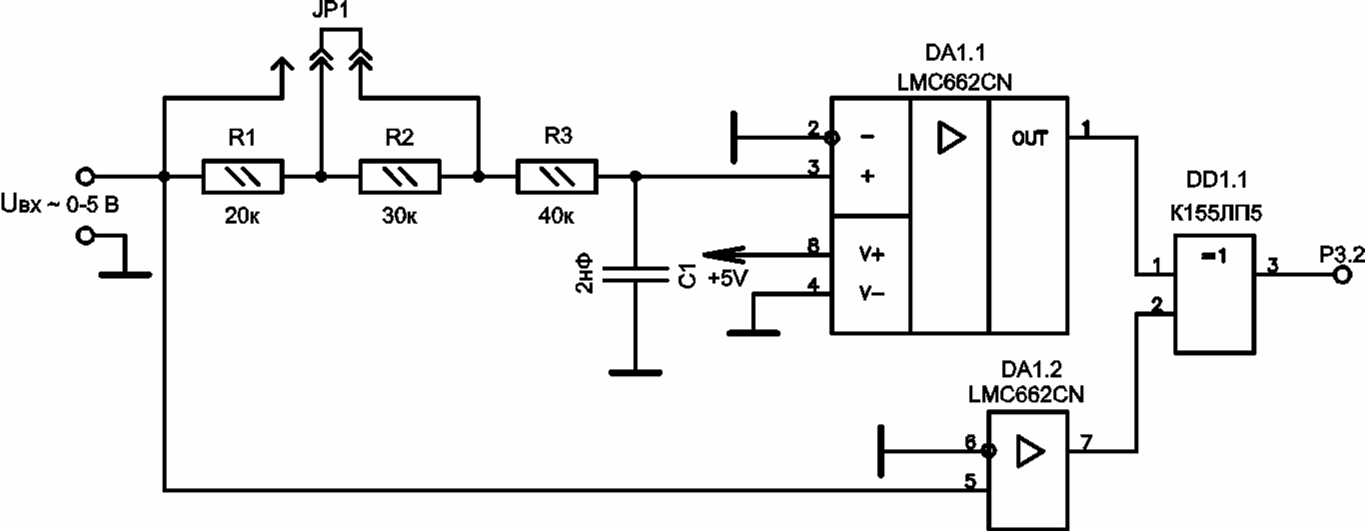 JP1
R1
R2
R3
20к
30к
40к
UВХ ~ 0-5 В
2нФ
C1
+5V
DA1.1
LMC662CN
2
3
8
4
−
+
V+
V−
OUT
1
DD1.1
К155ЛП5
1
2
=1
3
P3.2
DA1.2
LMC662CN
6
5
7